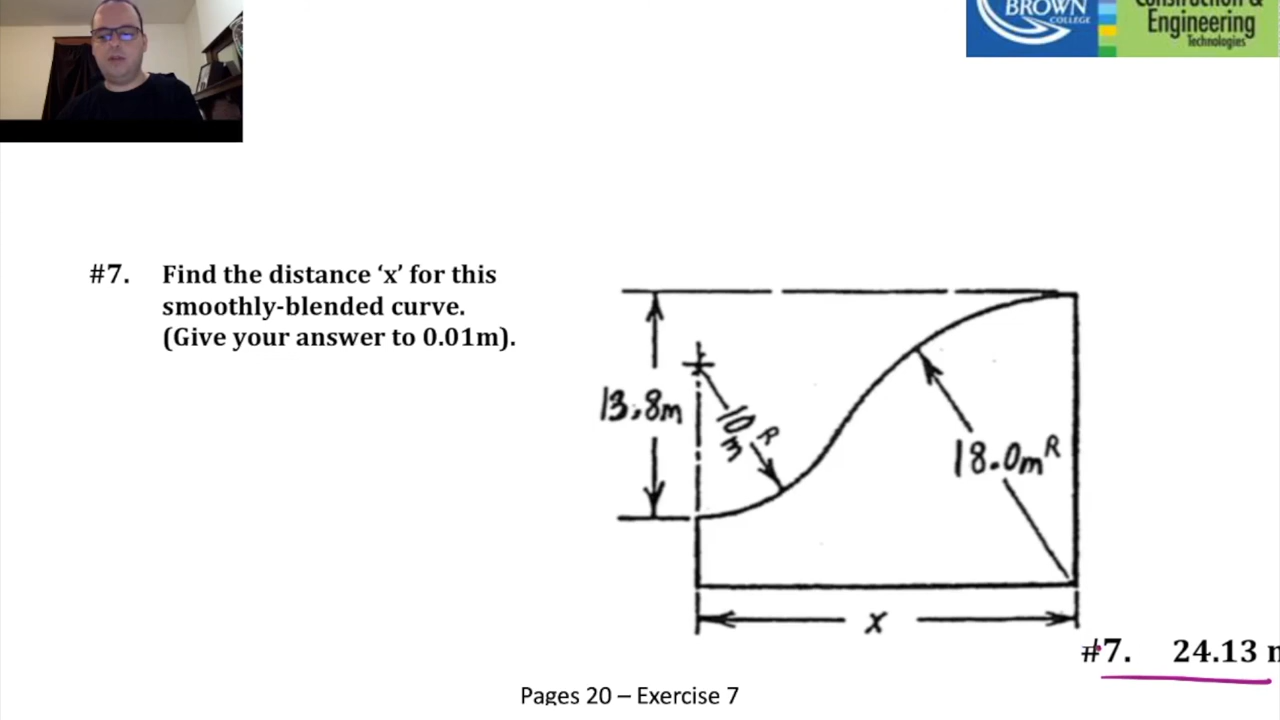 BROWN
COLLEGE
Construction &
Engineering
Technologies
#7. Find the distance ‘x’ for this
smoothly-blended curve.
(Give your answer to 0.01m).
13.8m
10 m R
18.0m R
x
#7. 24.13
Pages 20 – Exercise 7